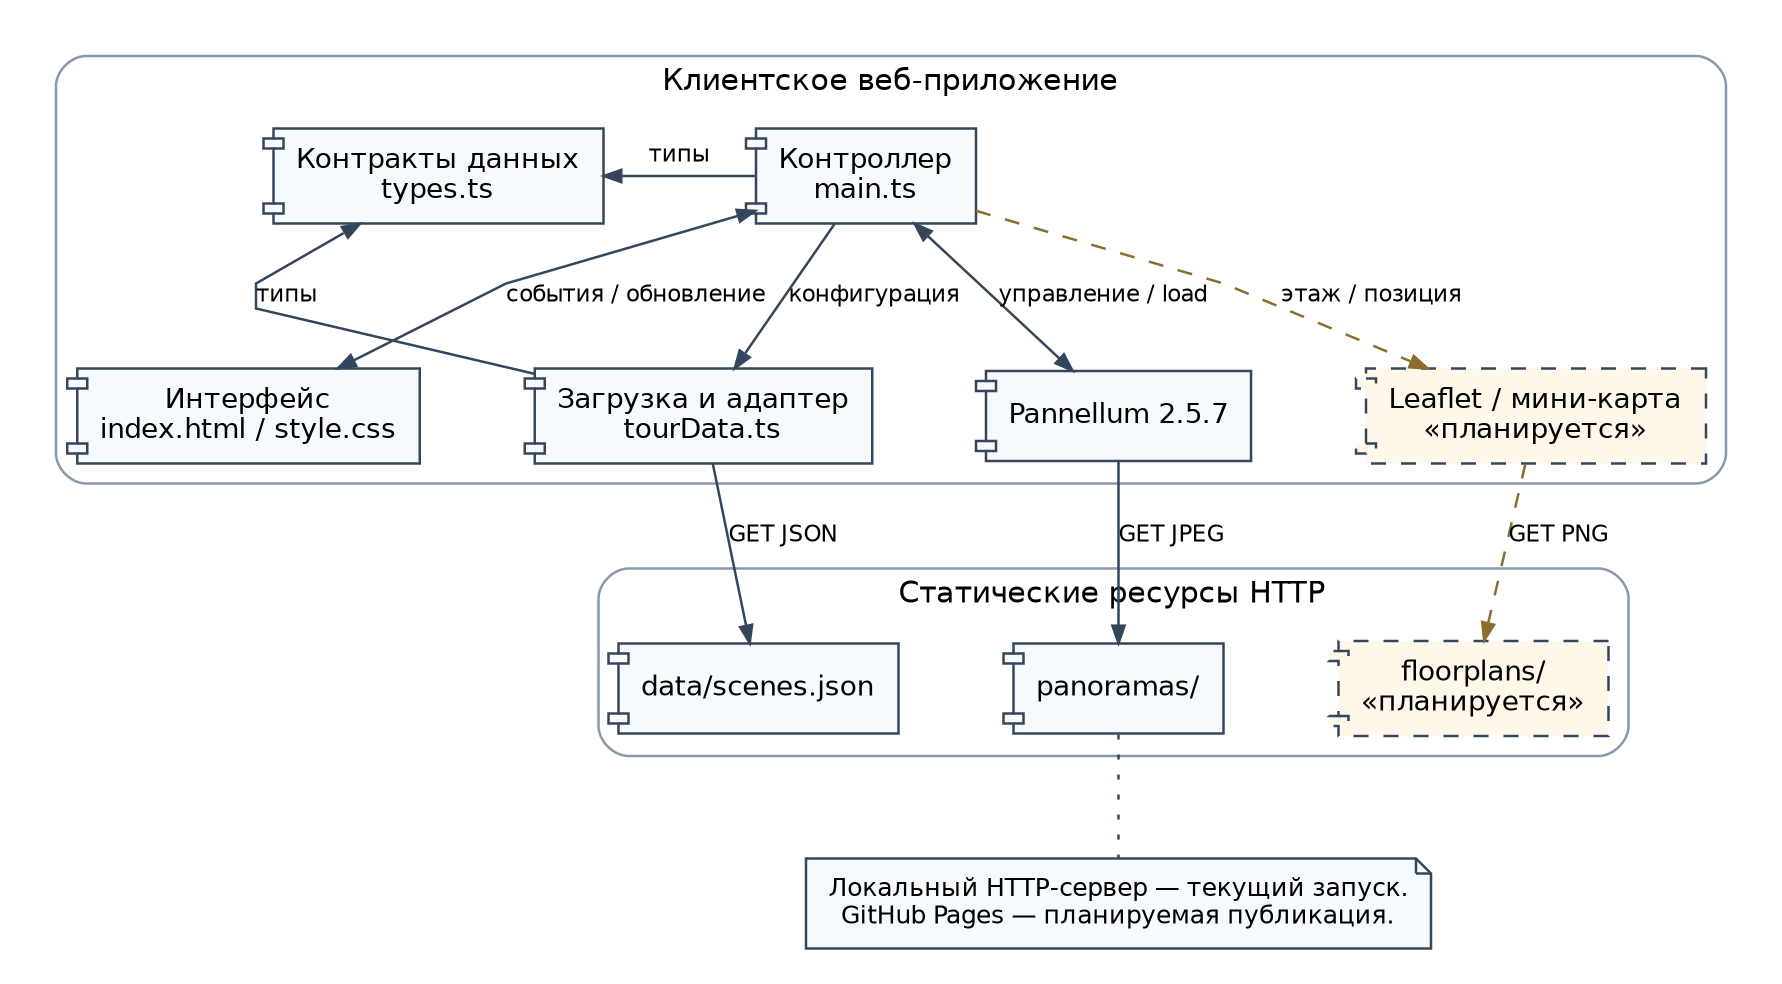 Клиентское веб-приложение
Контракты данных
types.ts
типы
Контроллер
main.ts
типы
события / обновление
конфигурация
управление / load
этаж / позиция
Интерфейс
index.html / style.css
Загрузка и адаптер
tourData.ts
Pannellum 2.5.7
Leaflet / мини-карта
«планируется»
GET JSON
GET JPEG
GET PNG
Статические ресурсы HTTP
data/scenes.json
panoramas/
floorplans/
«планируется»
Локальный HTTP-сервер — текущий запуск.
GitHub Pages — планируемая публикация.